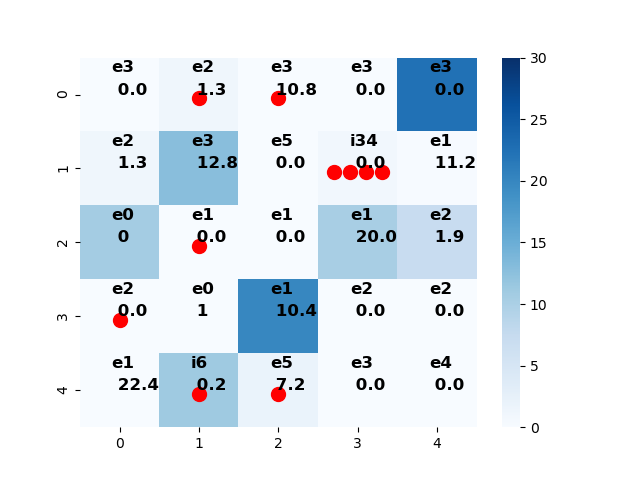 e3 e2 e3 e3 e3
0.0 1.3 10.8 0.0 0.0
0
e2 e3 e5 i34 e1
1.3 12.8 0.0 0.0 11.2
1
e0 e1 e1 e1 e2
0 0.0 0.0 20.0 1.9
2
e2 e0 e1 e2 e2
0.0 1 10.4 0.0 0.0
3
e1 i6 e5 e3 e4
22.4 0.2 7.2 0.0 0.0
4
0 1 2 3 4
30
25
20
15
10
5
0